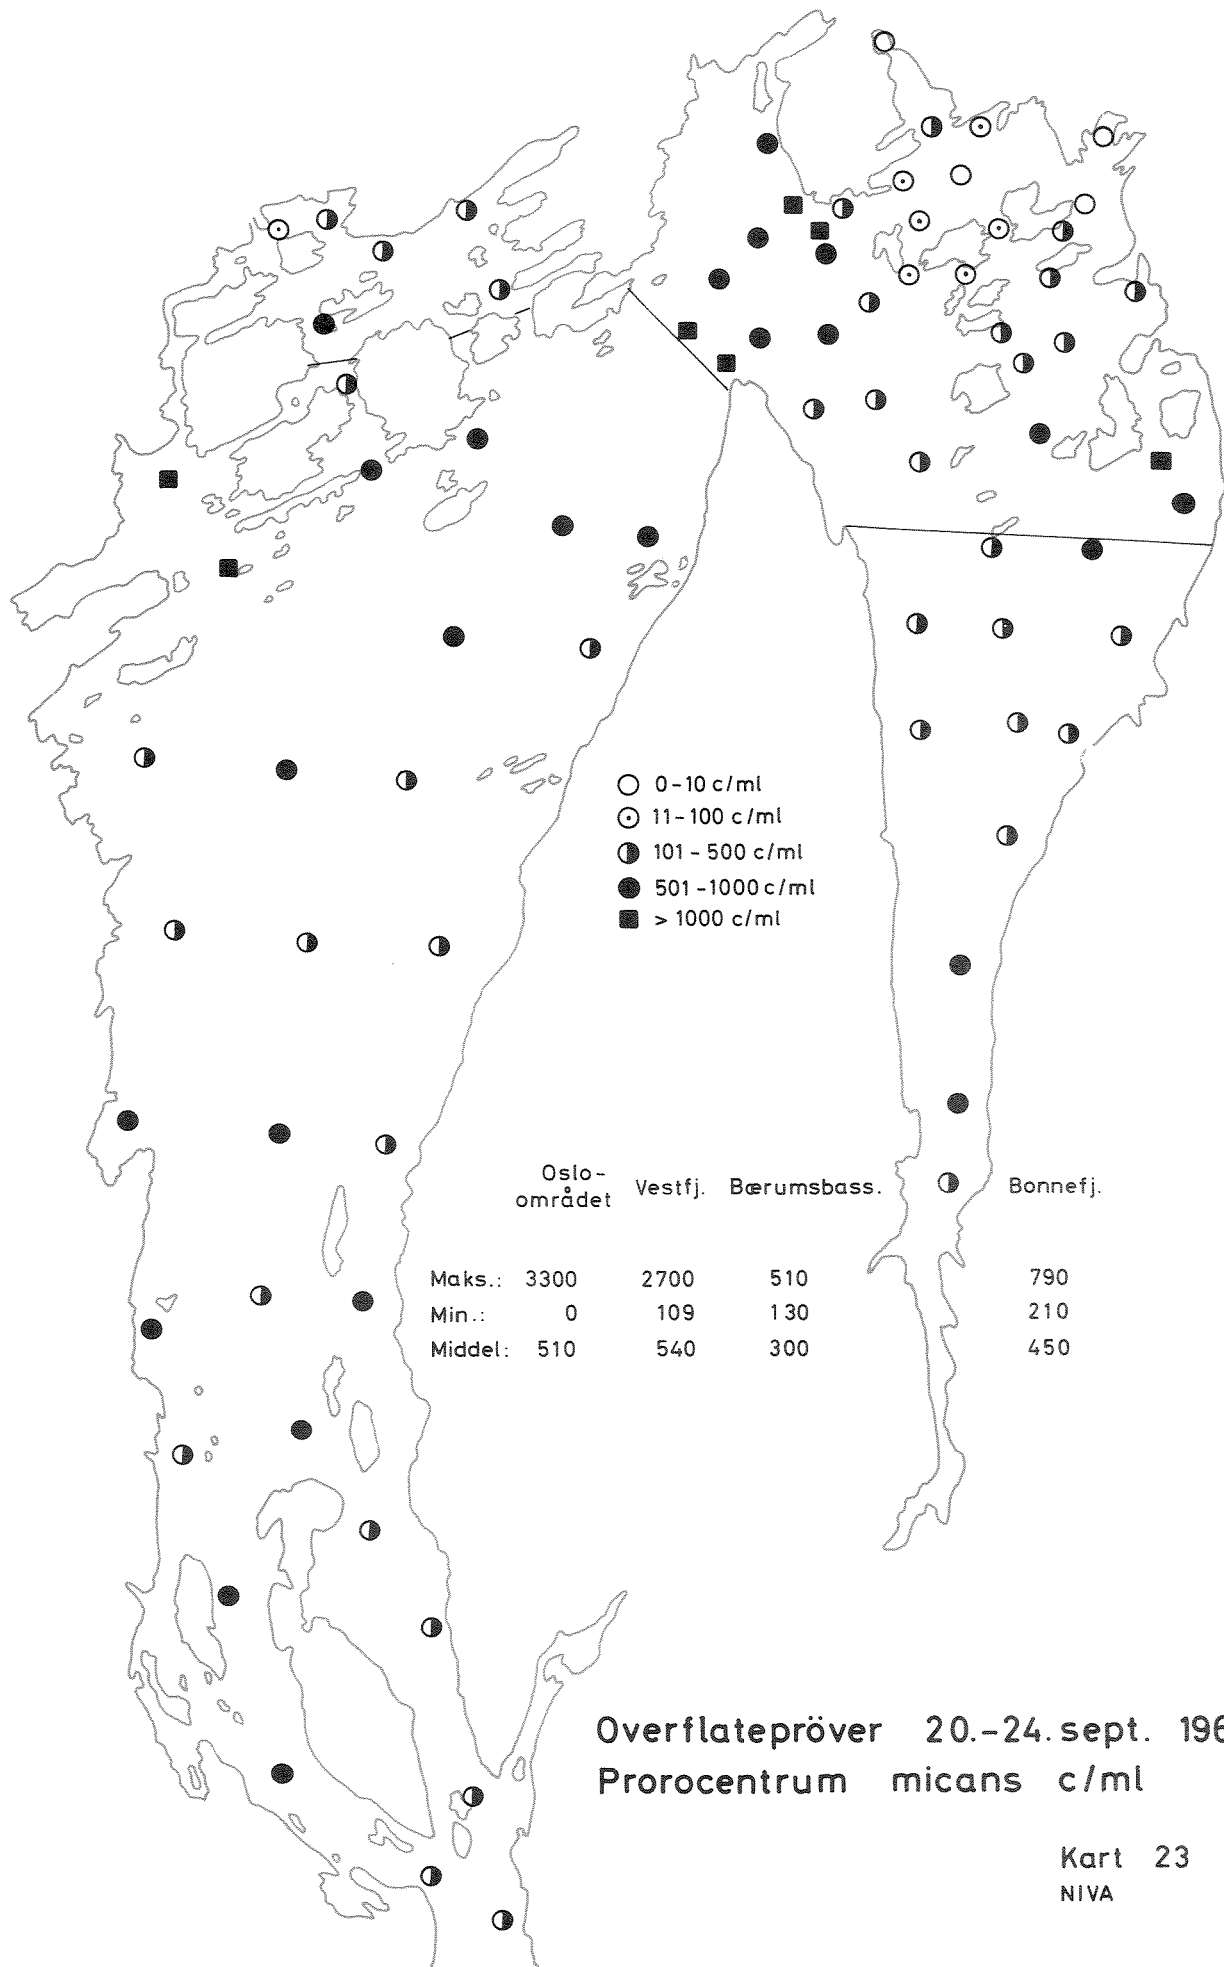 0-10 c/ml
11-100 c/ml
101-500 c/ml
501-1000 c/ml
> 1000 c/ml
Oslo-området Vestfj. Bærumsbass. Bonnefj.
Maks.: 3300 2700 510 790
Min.: 0 109 130 210
Middel: 510 540 300 450
Overflatepröver 20.-24. sept. 196
Prorocentrum micans c/ml
Kart 23
NIVA